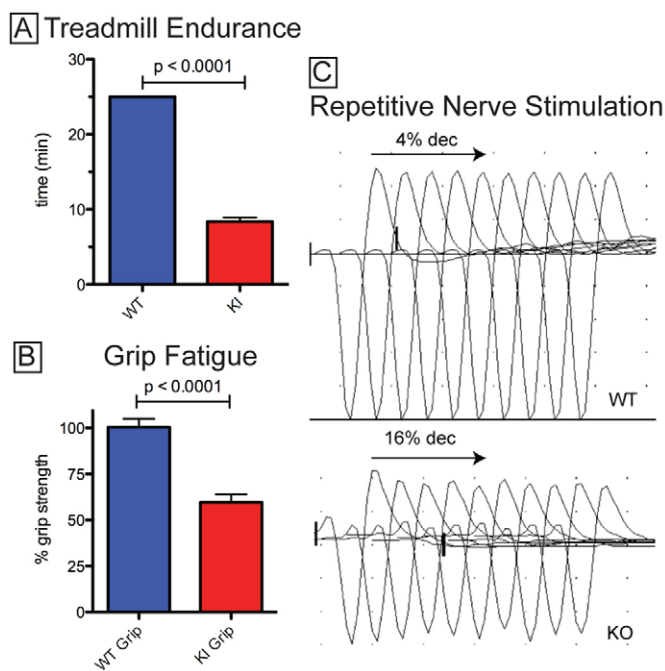 A Treadmill Endurance
p < 0.0001
30
20
10
0
time (min)
WT
KI
B Grip Fatigue
p < 0.0001
100
75
50
25
0
% grip strength
WT Grip
KI Grip
C
Repetitive Nerve Stimulation
4% dec
WT
16% dec
KO